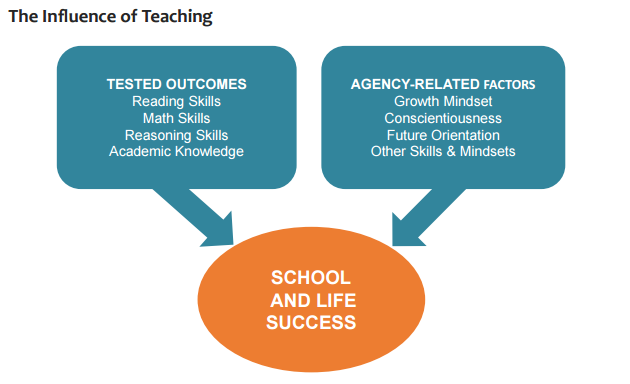 The Influence of Teaching
TESTED OUTCOMES
Reading Skills
Math Skills
Reasoning Skills
Academic Knowledge
AGENCY-RELATED FACTORS
Growth Mindset
Conscientiousness
Future Orientation
Other Skills & Mindsets
SCHOOL
AND LIFE
SUCCESS